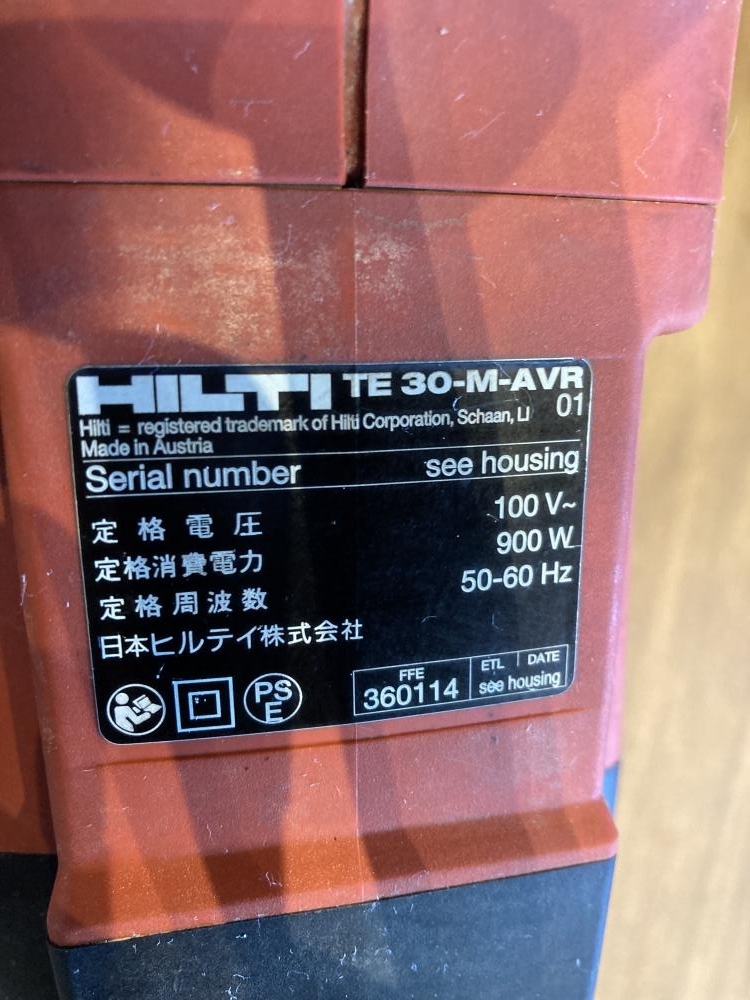 HILTI TE 30-M-AVR
Hilti = registered trademark of Hilti Corporation, Schaan, LI 01
Made in Austria
Serial number see housing
定格電圧 100 V~
定格消費電力 900 W
定格周波数 50-60 Hz
日本ヒルテイ株式会社
PS
E
FFE
360114
ETL DATE
see housing